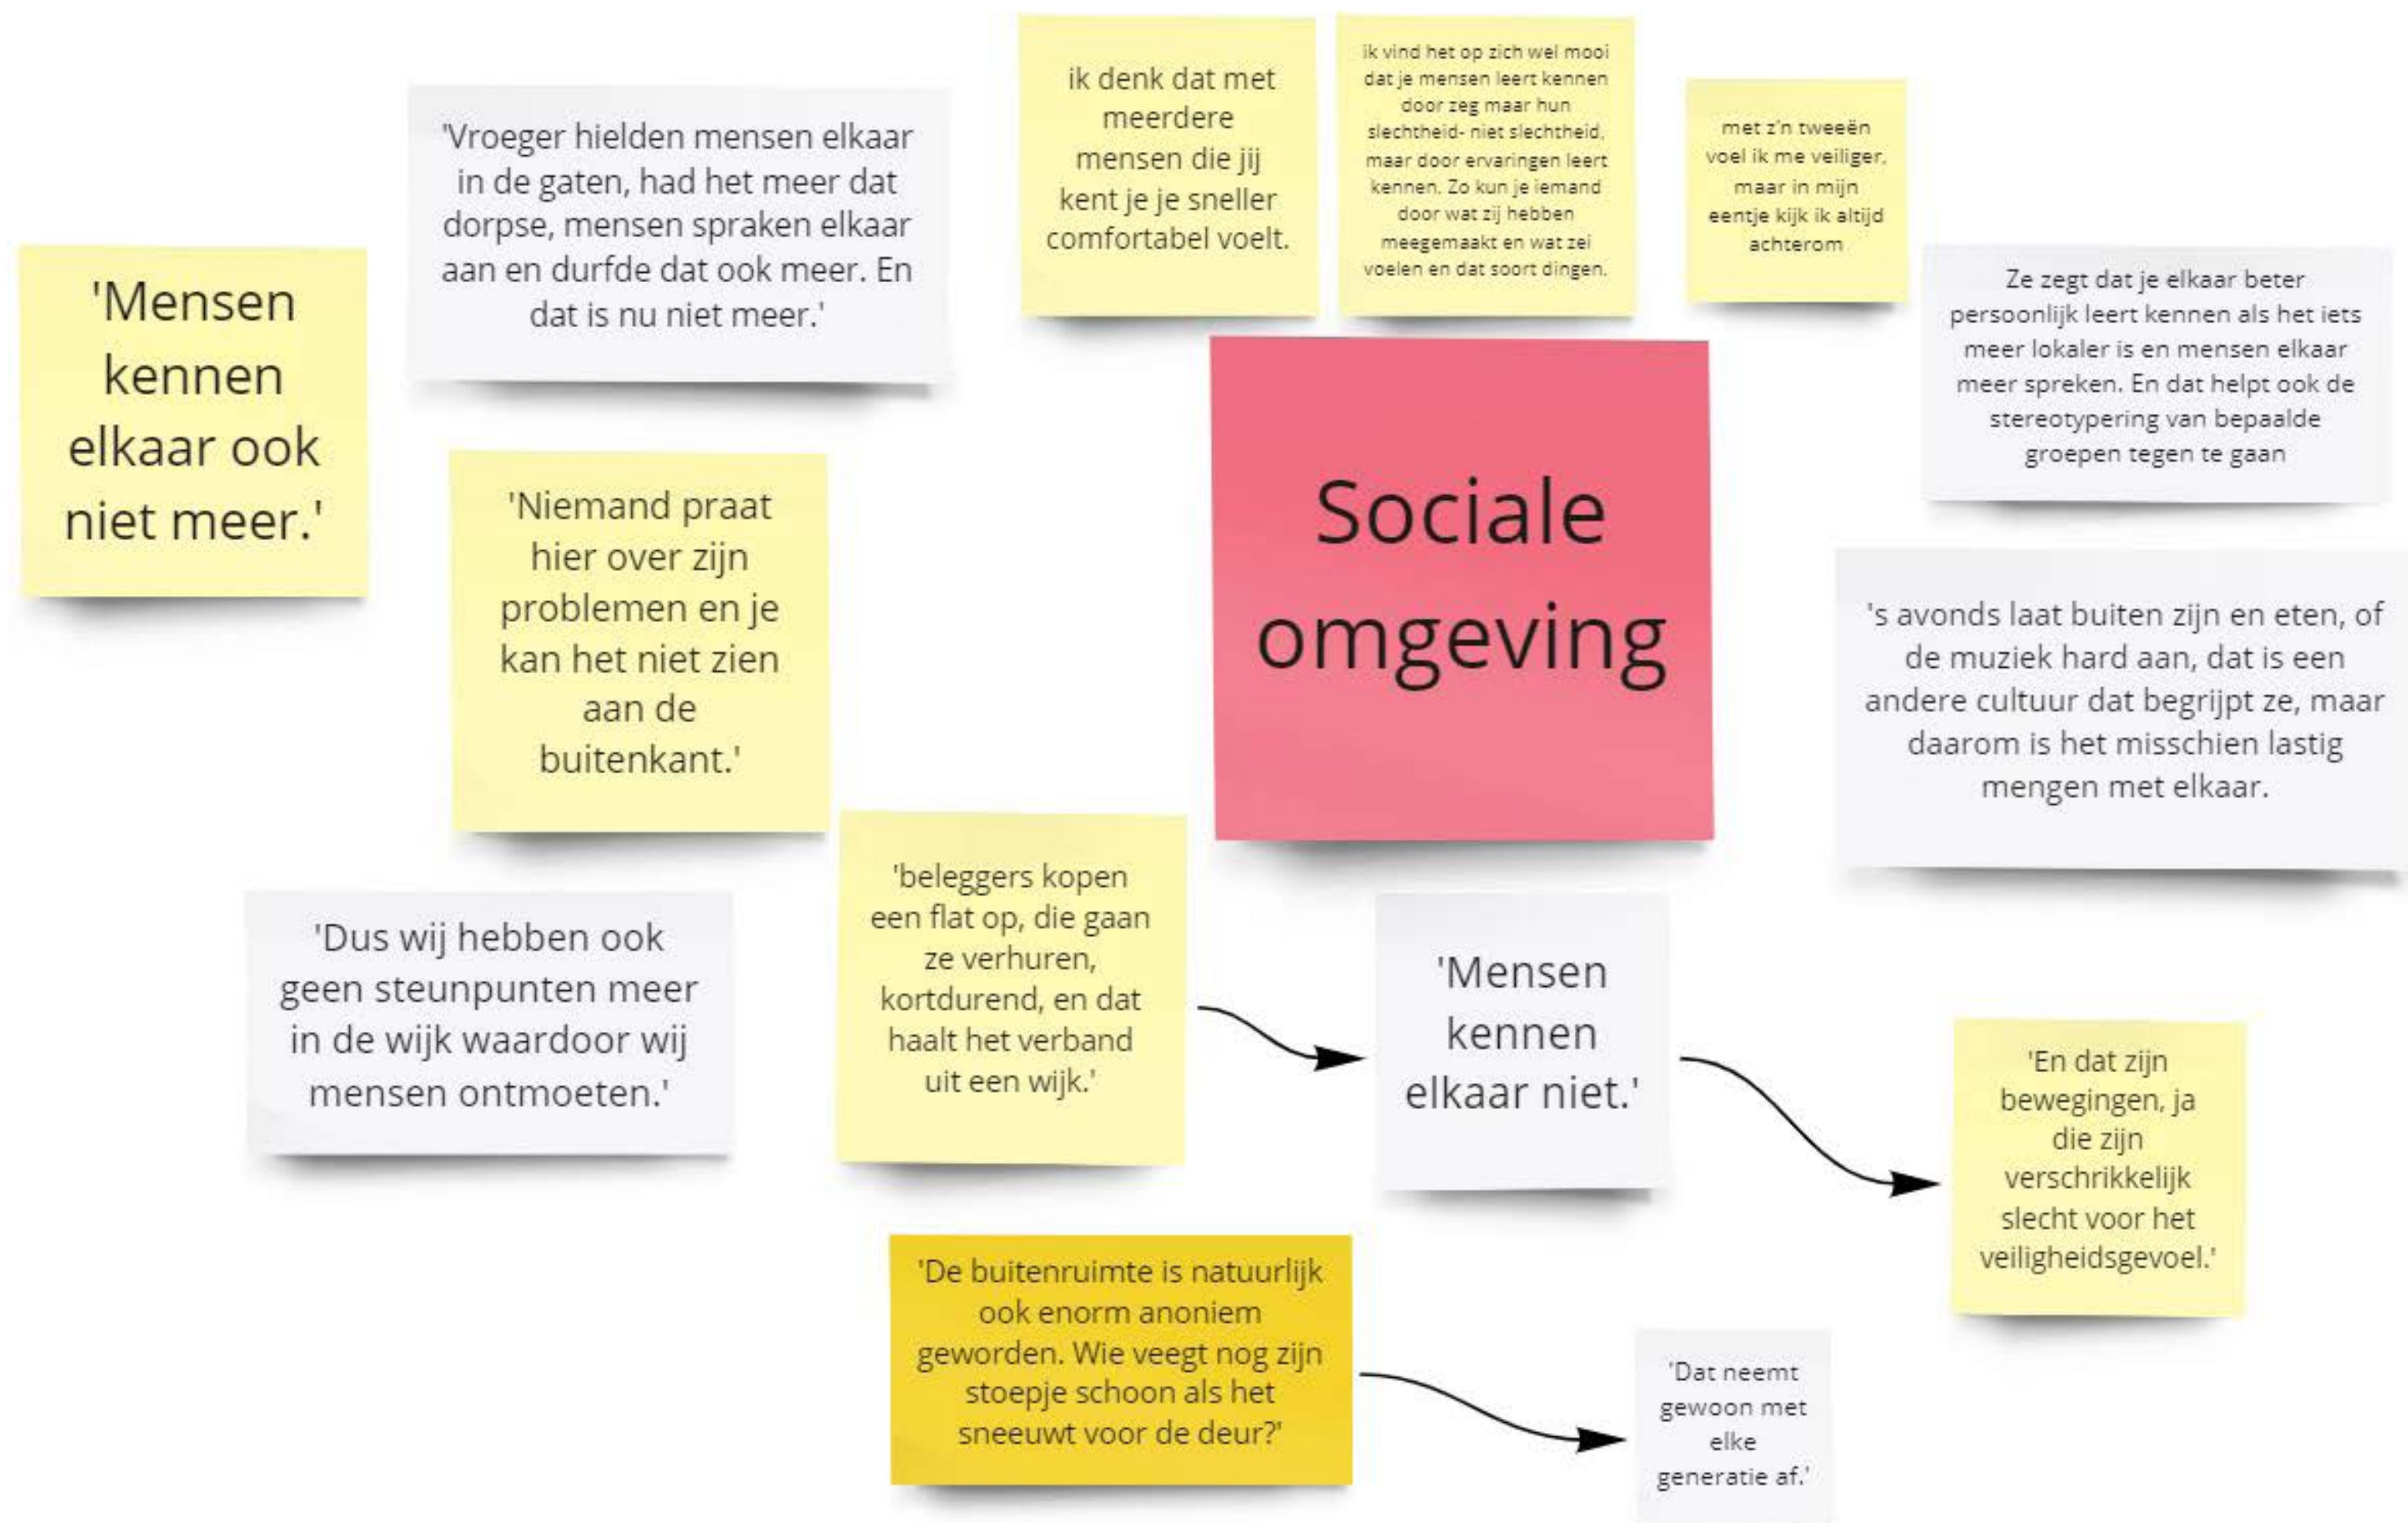 'Mensen
kennen
elkaar ook
niet meer.'
'Vroeger hielden mensen elkaar
in de gaten, had het meer dat
dorpse, mensen spraken elkaar
aan en durfde dat ook meer. En
dat is nu niet meer.'
ik denk dat met
meerdere
mensen die jij
kent je je sneller
comfortabel voelt.
ik vind het op zich wel mooi
dat je mensen leert kennen
door zeg maar hun
slechtheid- niet slechtheid,
maar door ervaringen leert
kennen. Zo kun je iemand
door wat zij hebben
meegemaakt en wat zei
voelen en dat soort dingen.
met z'n tweeën
voel ik me veiliger,
maar in mijn
eentje kijk ik altijd
achterom
Ze zegt dat je elkaar beter
persoonlijk leert kennen als het iets
meer lokaler is en mensen elkaar
meer spreken. En dat helpt ook de
stereotypering van bepaalde
groepen tegen te gaan
'Niemand praat
hier over zijn
problemen en je
kan het niet zien
aan de
buitenkant.'
Sociale
omgeving
's avonds laat buiten zijn en eten, of
de muziek hard aan, dat is een
andere cultuur dat begrijpt ze, maar
daarom is het misschien lastig
mengen met elkaar.
'Dus wij hebben ook
geen steunpunten meer
in de wijk waardoor wij
mensen ontmoeten.'
'beleggers kopen
een flat op, die gaan
ze verhuren,
kortdurend, en dat
haalt het verband
uit een wijk.'
'Mensen
kennen
elkaar niet.'
'En dat zijn
bewegingen, ja
die zijn
verschrikkelijk
slecht voor het
veiligheidsgevoel.'
'De buitenruimte is natuurlijk
ook enorm anoniem
geworden. Wie veegt nog zijn
stoepje schoon als het
sneeuwt voor de deur?'
'Dat neemt
gewoon met
elke
generatie af.'